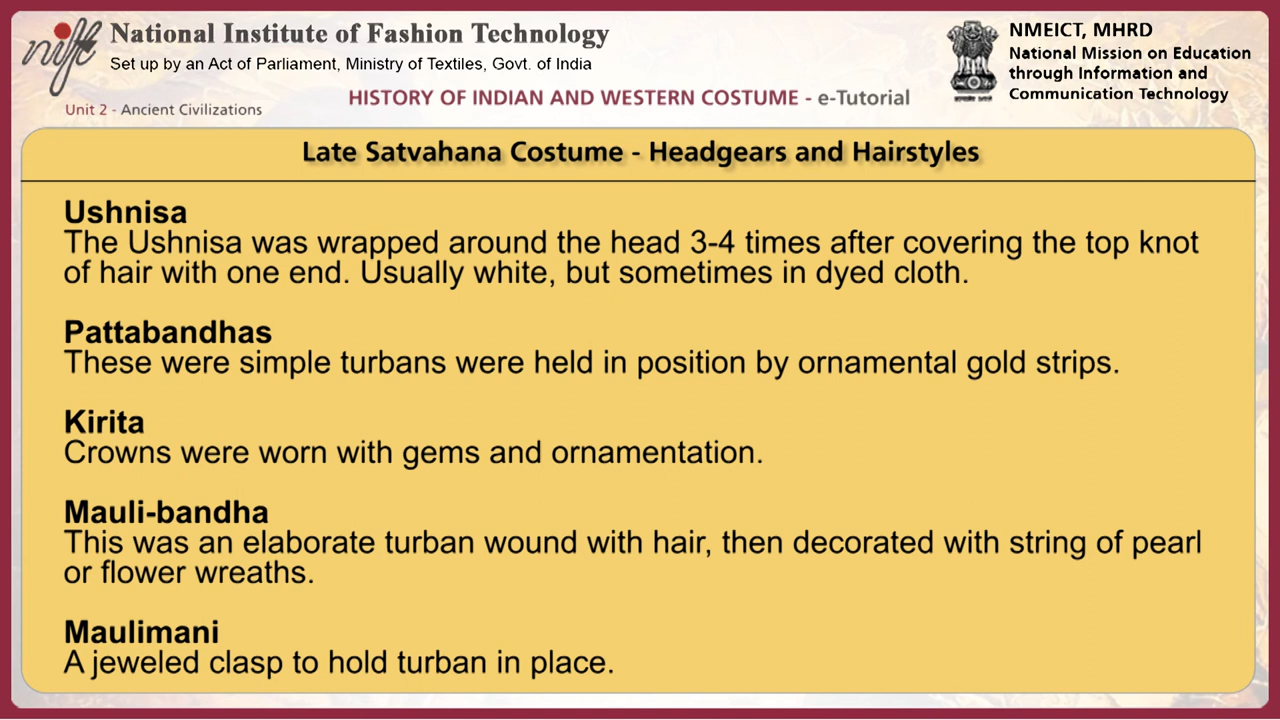 nift
National Institute of Fashion Technology
Set up by an Act of Parliament, Ministry of Textiles, Govt. of India
NMEICT, MHRD
National Mission on Education
through Information and
Communication Technology
HISTORY OF INDIAN AND WESTERN COSTUME - e-Tutorial
Unit 2 - Ancient Civilizations
Late Satvahana Costume - Headgears and Hairstyles
Ushnisa
The Ushnisa was wrapped around the head 3-4 times after covering the top knot
of hair with one end. Usually white, but sometimes in dyed cloth.
Pattabandhas
These were simple turbans were held in position by ornamental gold strips.
Kirita
Crowns were worn with gems and ornamentation.
Mauli-bandha
This was an elaborate turban wound with hair, then decorated with string of pearl
or flower wreaths.
Maulimani
A jeweled clasp to hold turban in place.